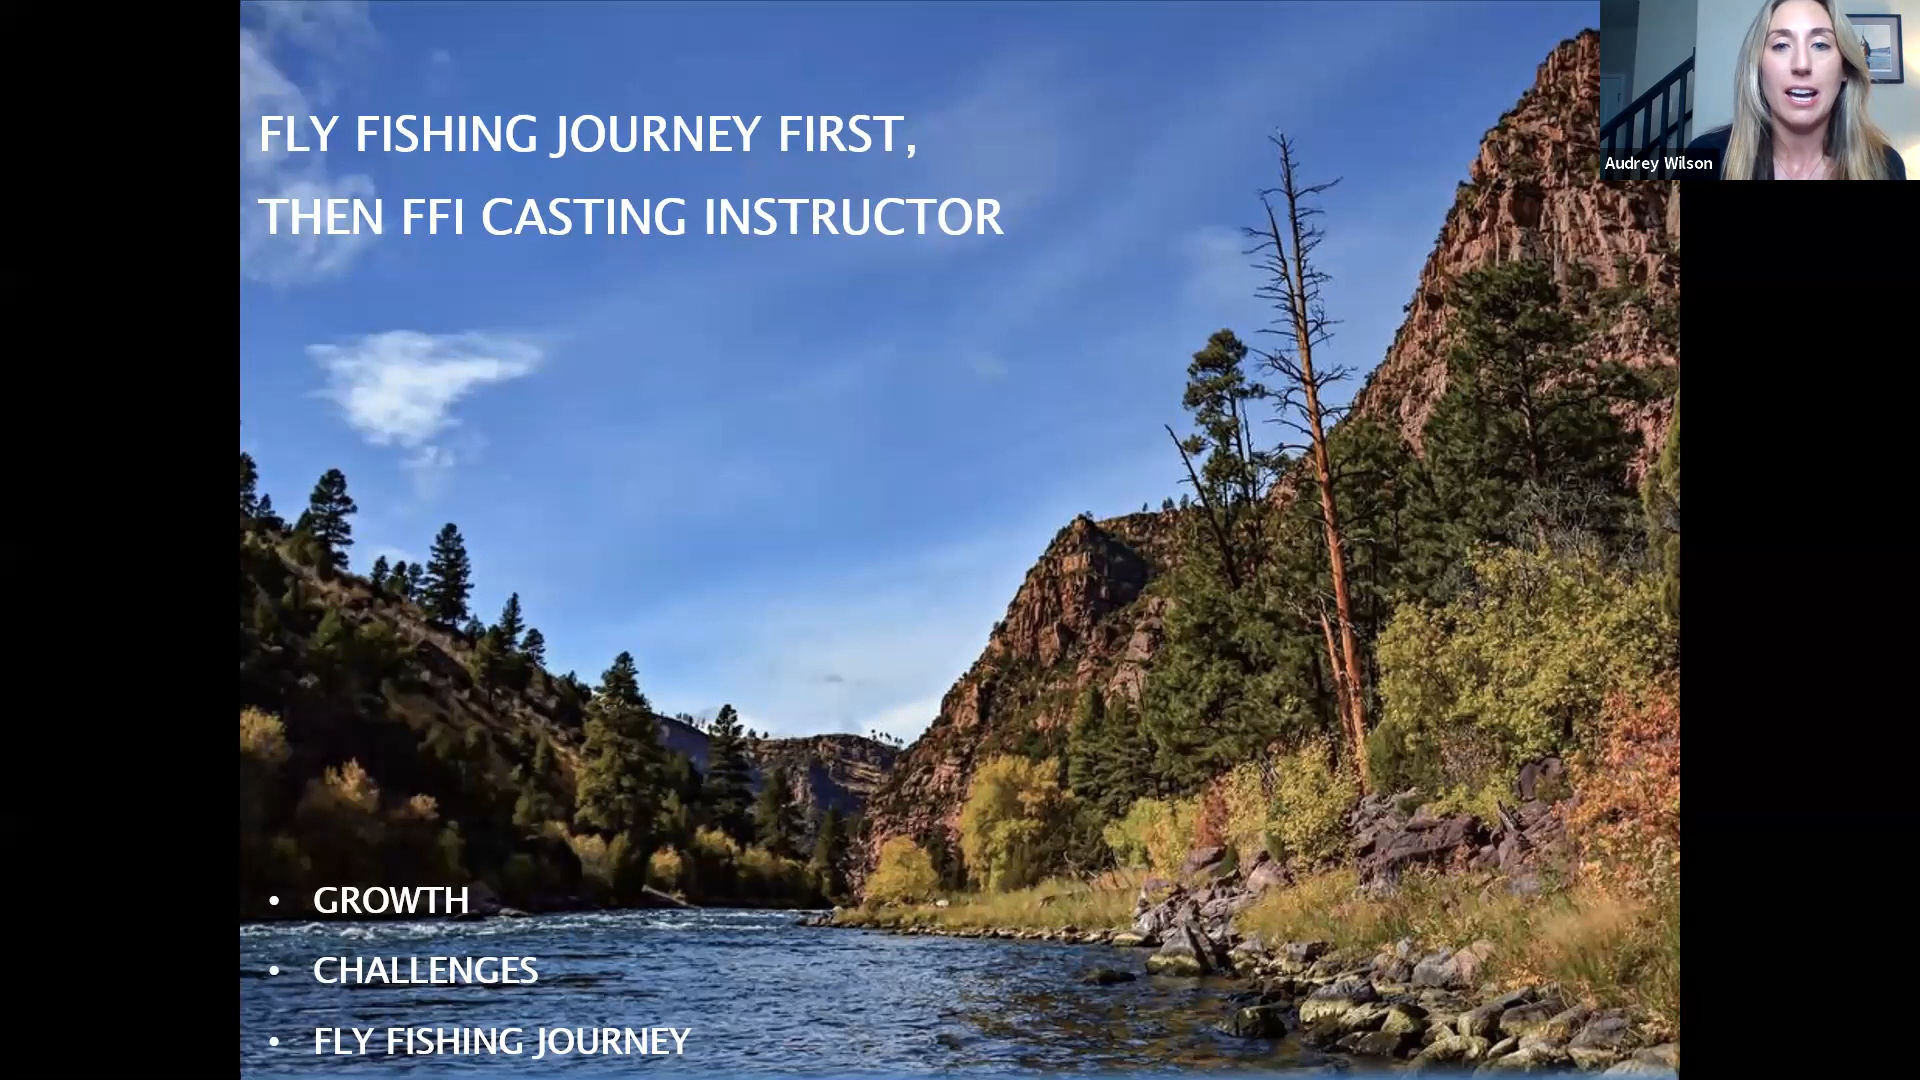 FLY FISHING JOURNEY FIRST,
THEN FFI CASTING INSTRUCTOR
Audrey Wilson
• GROWTH
• CHALLENGES
• FLY FISHING JOURNEY